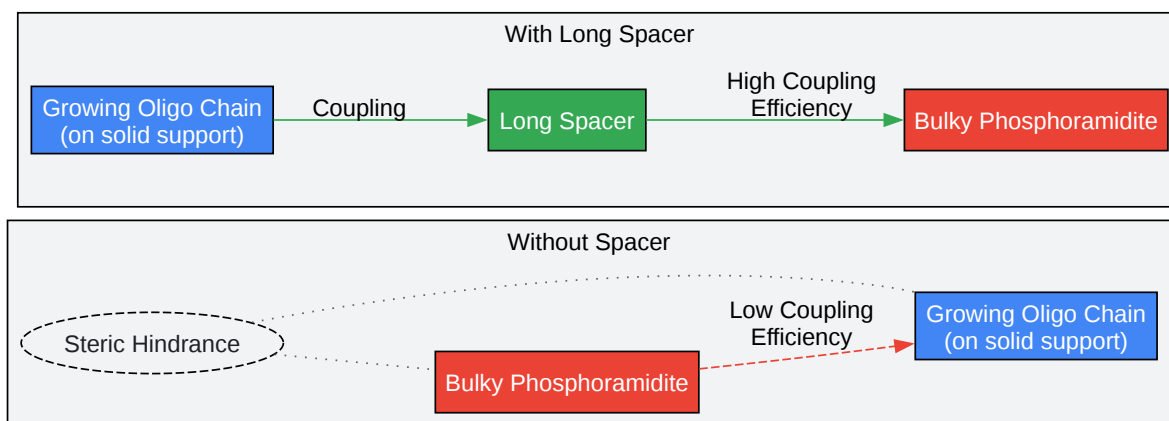 With Long Spacer
Growing Oligo Chain
(on solid support)
Coupling
Long Spacer
High Coupling
Efficiency
Bulky Phosphoramidite
Without Spacer
Steric Hindrance
Bulky Phosphoramidite
Low Coupling
Efficiency
Growing Oligo Chain
(on solid support)